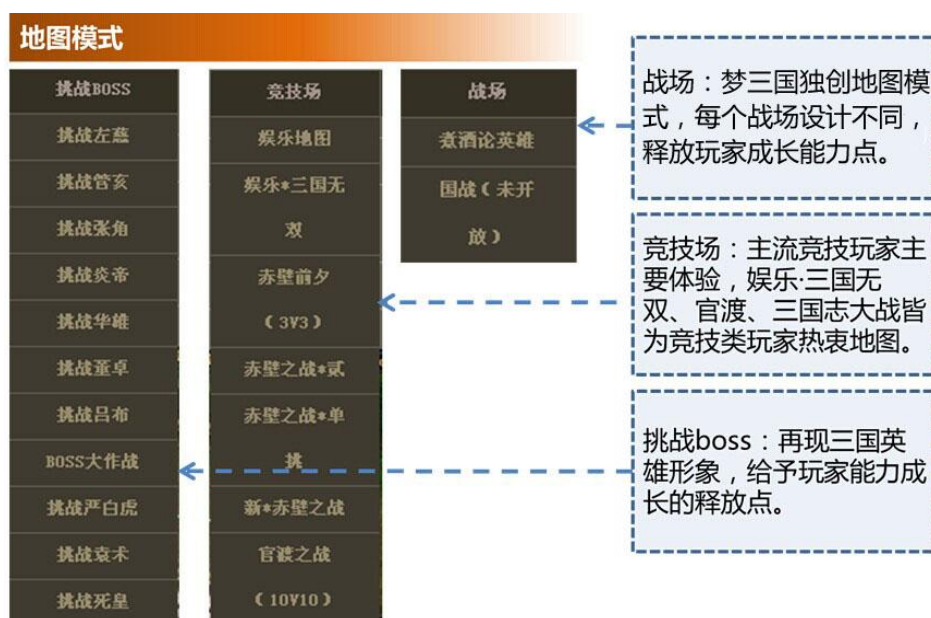 地图模式
挑战BOSS
挑战左慈
挑战管亥
挑战张角
挑战炎帝
挑战华雄
挑战董卓
挑战吕布
BOSS大作战
挑战严白虎
挑战袁术
挑战死皇
竞技场
娱乐地图
娱乐*三国无
双
赤壁前夕
（3V3）
赤壁之战*贰
赤壁之战*单
挑
新*赤壁之战
官渡之战
（10V10）
战场
煮酒论英雄
国战（未开
放）
战场：梦三国独创地图模
式，每个战场设计不同，
释放玩家成长能力点。
竞技场：主流竞技玩家主
要体验，娱乐·三国无
双、官渡、三国志大战皆
为竞技类玩家热衷地图。
挑战boss：再现三国英
雄形象，给予玩家能力成
长的释放点。